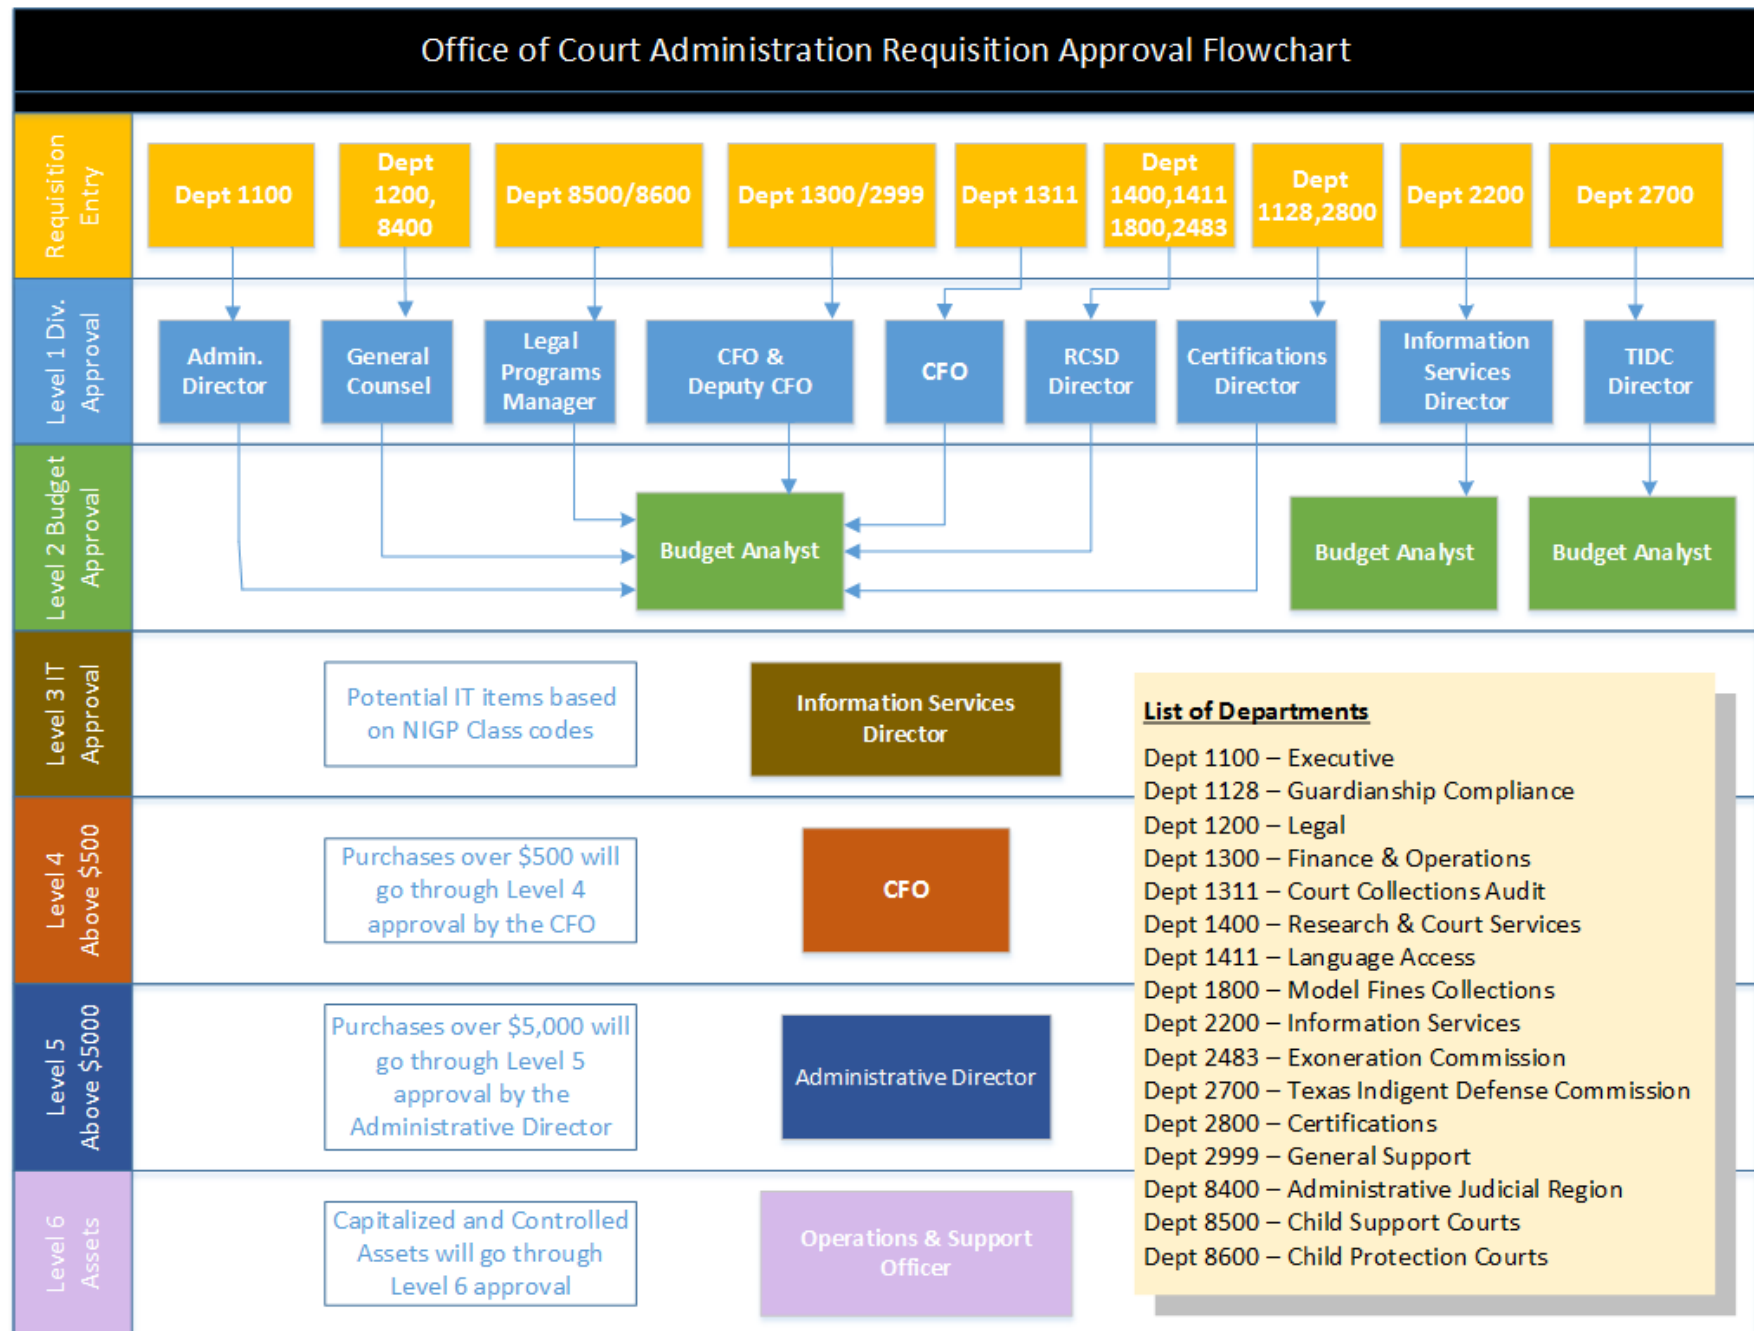 Office of Court Administration Requisition Approval Flowchart
Requisition
Entry
Dept 1100
Dept
1200,
8400
Dept 8500/8600
Dept 1300/2999
Dept 1311
Dept
1400,1411
1800,2483
Dept
1128,2800
Dept 2200
Dept 2700
Level 1 Div.
Approval
Admin.
Director
General
Counsel
Legal
Programs
Manager
CFO &
Deputy CFO
CFO
RCSD
Director
Certifications
Director
Information
Services
Director
TIDC
Director
Level 2 Budget
Approval
Budget Analyst
Budget Analyst
Budget Analyst
Level 3 IT
Approval
Potential IT items based
on NIGP Class codes
Information Services
Director
Level 4
Above $500
Purchases over $500 will
go through Level 4
approval by the CFO
CFO
Level 5
Above $5000
Purchases over $5,000 will
go through Level 5
approval by the
Administrative Director
Administrative Director
Level 6
Assets
Capitalized and Controlled
Assets will go through
Level 6 approval
Operations & Support
Officer
List of Departments
Dept 1100 – Executive
Dept 1128 – Guardianship Compliance
Dept 1200 – Legal
Dept 1300 – Finance & Operations
Dept 1311 – Court Collections Audit
Dept 1400 – Research & Court Services
Dept 1411 – Language Access
Dept 1800 – Model Fines Collections
Dept 2200 – Information Services
Dept 2483 – Exoneration Commission
Dept 2700 – Texas Indigent Defense Commission
Dept 2800 – Certifications
Dept 2999 – General Support
Dept 8400 – Administrative Judicial Region
Dept 8500 – Child Support Courts
Dept 8600 – Child Protection Courts